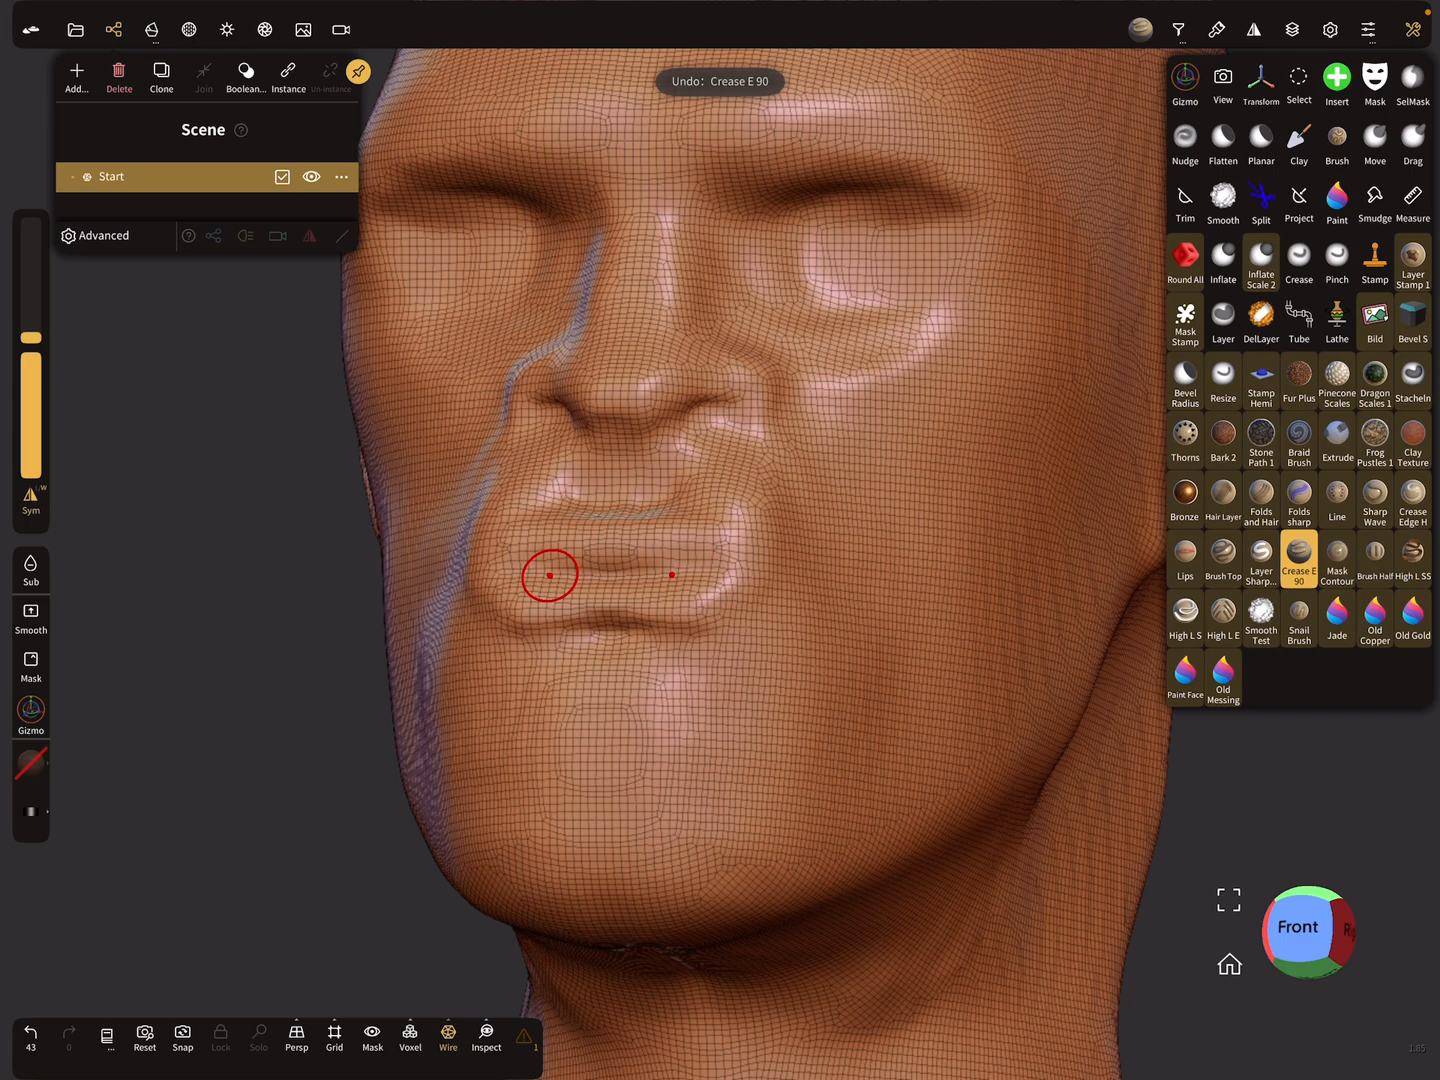 Undo: Crease E 90
Add...
Delete
Clone
Join
Boolean...
Instance
Un-instance
Scene
Start
Advanced
Sym
Sub
Smooth
Mask
Gizmo
Gizmo
View
Transform
Select
Insert
Mask
SelMask
Nudge
Flatten
Planar
Clay
Brush
Move
Drag
Trim
Smooth
Split
Project
Paint
Smudge
Measure
Round All
Inflate
Inflate
Scale 2
Crease
Pinch
Stamp
Layer
Stamp 1
Mask
Stamp
Layer
DelLayer
Tube
Lathe
Bild
Bevel S
Bevel
Radius
Resize
Stamp
Hemi
Fur Plus
Pinecone
Scales
Dragon
Scales 1
Stacheln
Thorns
Bark 2
Stone
Path 1
Braid
Brush
Extrude
Frog
Pustles 1
Clay
Texture
Bronze
Hair Layer
Folds
and Hair
Folds
sharp
Line
Sharp
Wave
Crease
Edge H
Lips
Brush Top
Layer
Sharp...
Crease E
90
Mask
Contour
Brush Half
High L SS
High L S
High L E
Smooth
Test
Snail
Brush
Jade
Old
Copper
Old Gold
Paint Face
Old
Messing
Front
43
0
...
Reset
Snap
Lock
Solo
Persp
Grid
Mask
Voxel
Wire
Inspect
1
1.85